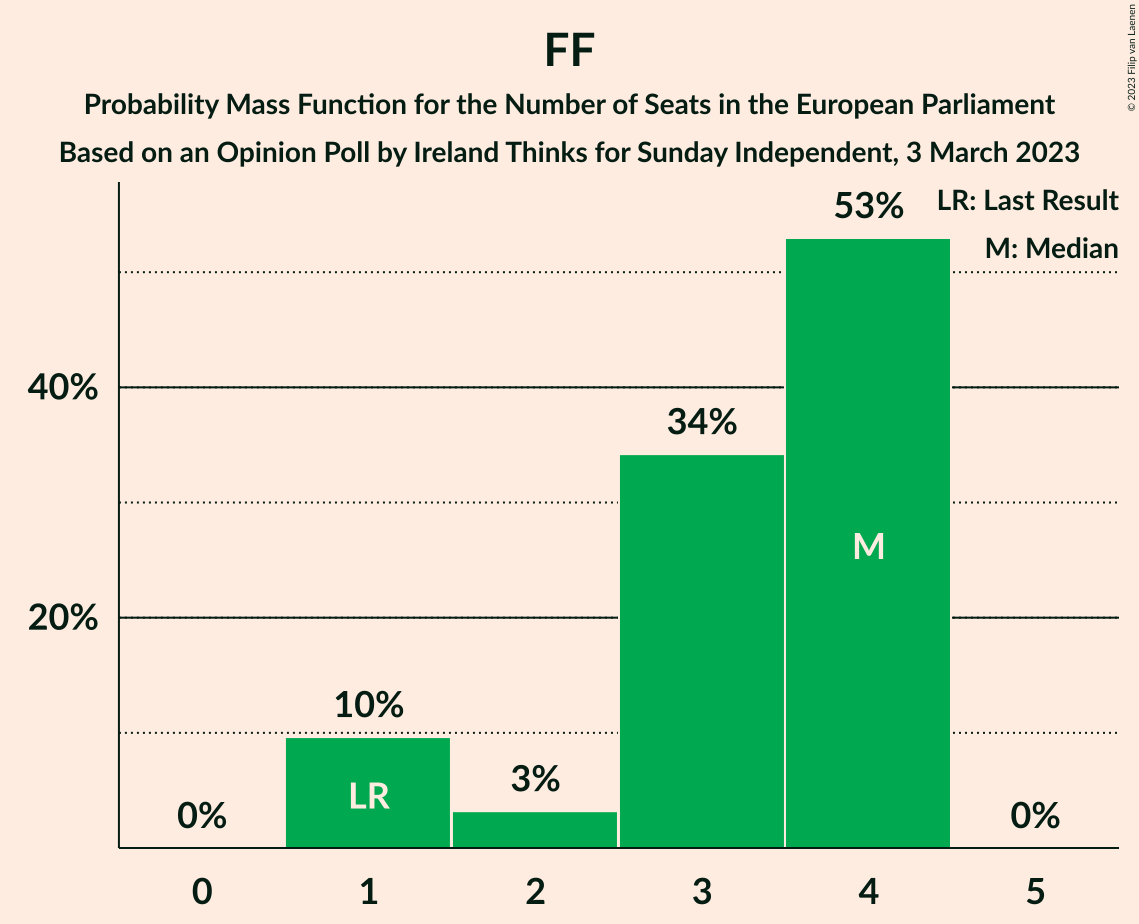 FF
Probability Mass Function for the Number of Seats in the European Parliament
Based on an Opinion Poll by Ireland Thinks for Sunday Independent, 3 March 2023
© 2023 Filip van Laenen
LR: Last Result
M: Median
53%
40%
34%
M
20%
10%
3%
LR
0%
0%
0 1 2 3 4 5